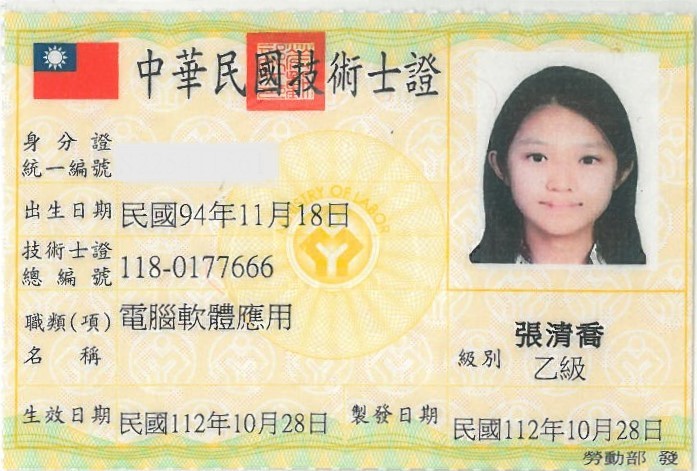 中華民國技術士證
身分證
統一編號
出生日期 民國94年11月18日
技術士證
總編號 118-0177666
職類(項)
名稱 電腦軟體應用
張清喬
級別 乙級
生效日期 民國112年10月28日 製發日期 民國112年10月28日
勞動部 發
MINISTRY OF LABOR